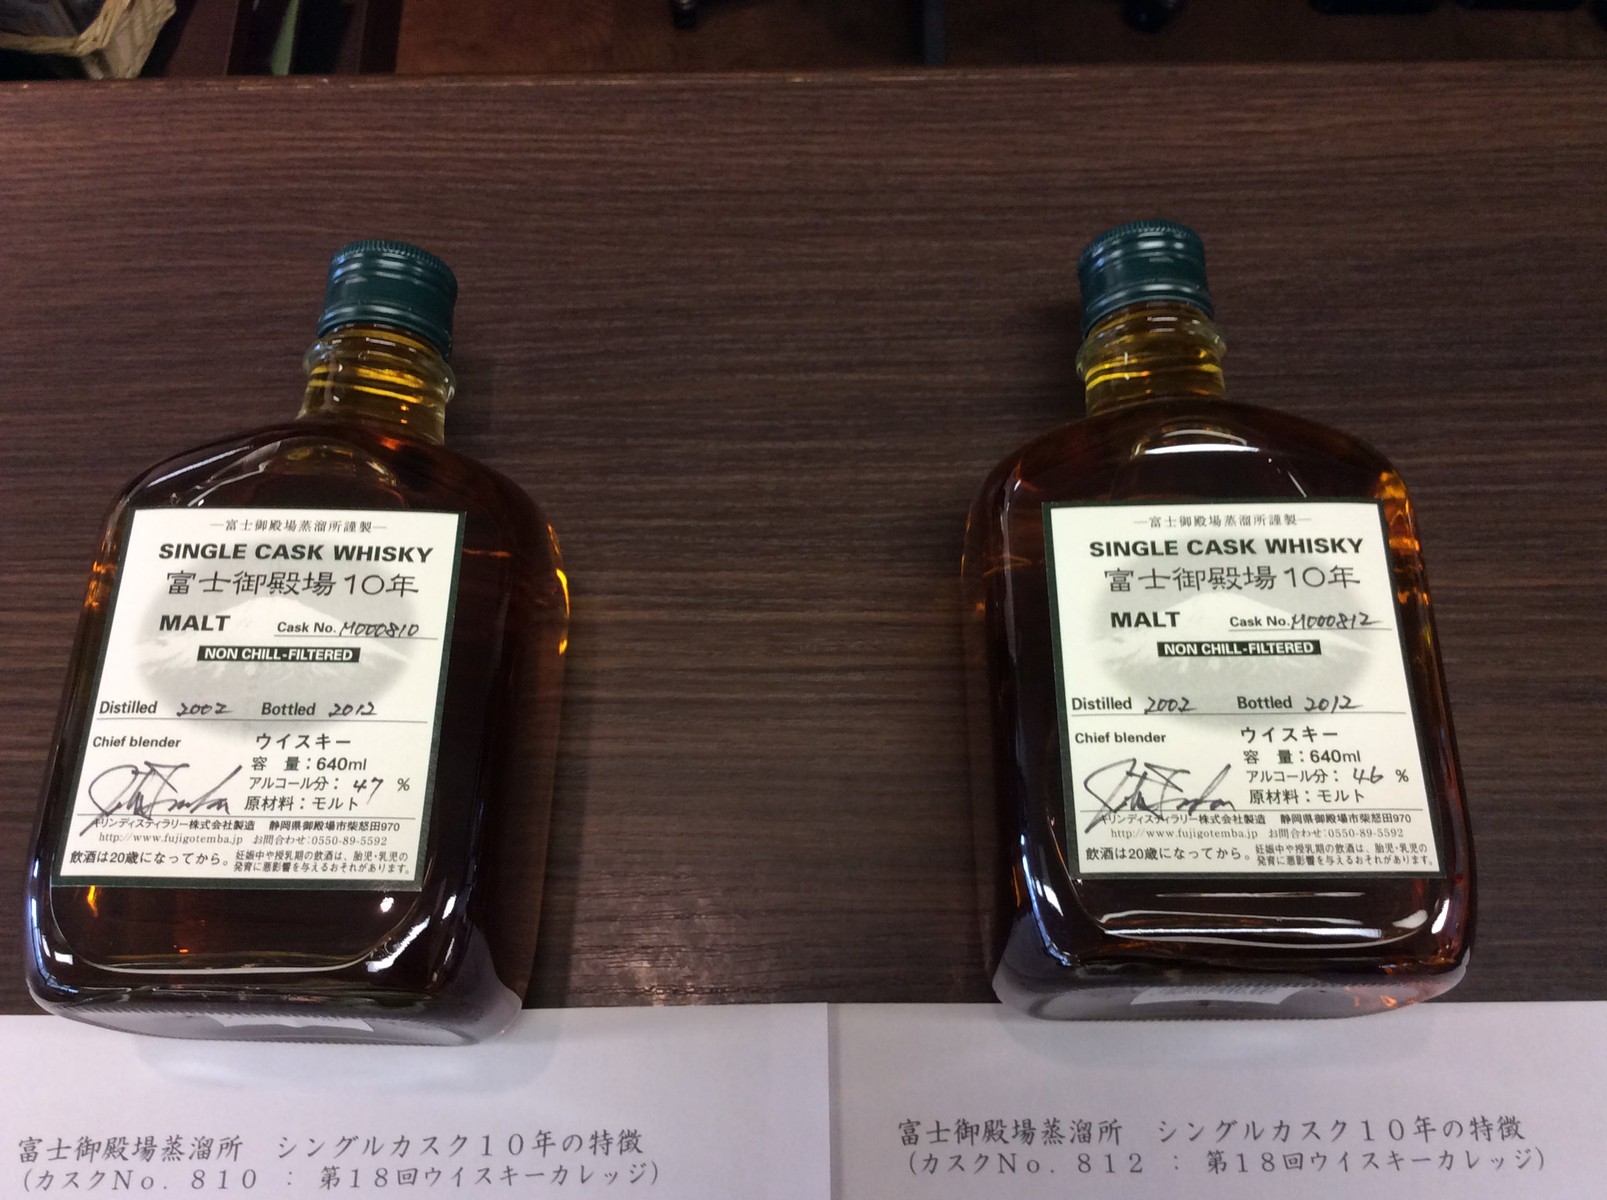 ―富士御殿場蒸溜所謹製―
SINGLE CASK WHISKY
富士御殿場10年
MALT Cask No. M000810
NON CHILL-FILTERED
Distilled 2002 Bottled 2012
Chief blender ウイスキー
容 量：640ml
アルコール分： 47 %
原材料：モルト
キリンディスティラリー株式会社製造 静岡県御殿場市柴怒田970
http://www.fujigotemba.jp お問合わせ:0550-89-5592
飲酒は20歳になってから。妊娠中や授乳期の飲酒は、胎児・乳児の
発育に悪影響を与えるおそれがあります。
―富士御殿場蒸溜所謹製―
SINGLE CASK WHISKY
富士御殿場10年
MALT Cask No. M000812
NON CHILL-FILTERED
Distilled 2002 Bottled 2012
Chief blender ウイスキー
容 量：640ml
アルコール分： 46 %
原材料：モルト
キリンディスティラリー株式会社製造 静岡県御殿場市柴怒田970
http://www.fujigotemba.jp お問合わせ:0550-89-5592
飲酒は20歳になってから。妊娠中や授乳期の飲酒は、胎児・乳児の
発育に悪影響を与えるおそれがあります。
富士御殿場蒸溜所 シングルカスク１０年の特徴
（カスクＮｏ．８１０ ： 第１８回ウイスキーカレッジ）
富士御殿場蒸溜所 シングルカスク１０年の特徴
（カスクＮｏ．８１２ ： 第１８回ウイスキーカレッジ）